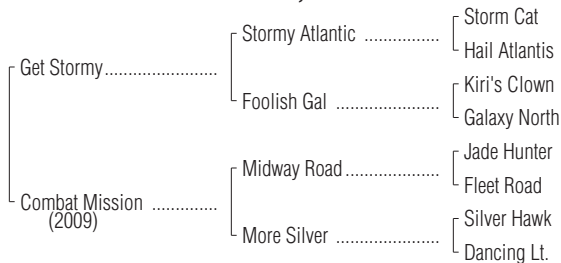 Storm Cat
Stormy Atlantic ..................
Hail Atlantis
Get Stormy ...........................
Kiri's Clown
Foolish Gal .........................
Galaxy North
Jade Hunter
Midway Road .......................
Fleet Road
Combat Mission ...............
(2009)
Silver Hawk
More Silver .........................
Dancing Lt.